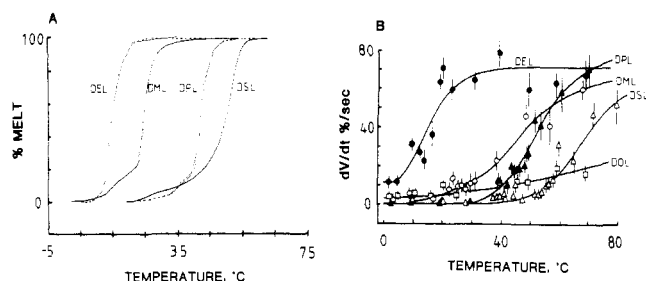 A
100
% MELT
50
0
DEL
DML
DPL
DSL
-5
35
75
TEMPERATURE, °C
B
80
dV/dt %/sec
40
0
DEL
DPL
DML
DSL
DOL
0
40
80
TEMPERATURE, °C